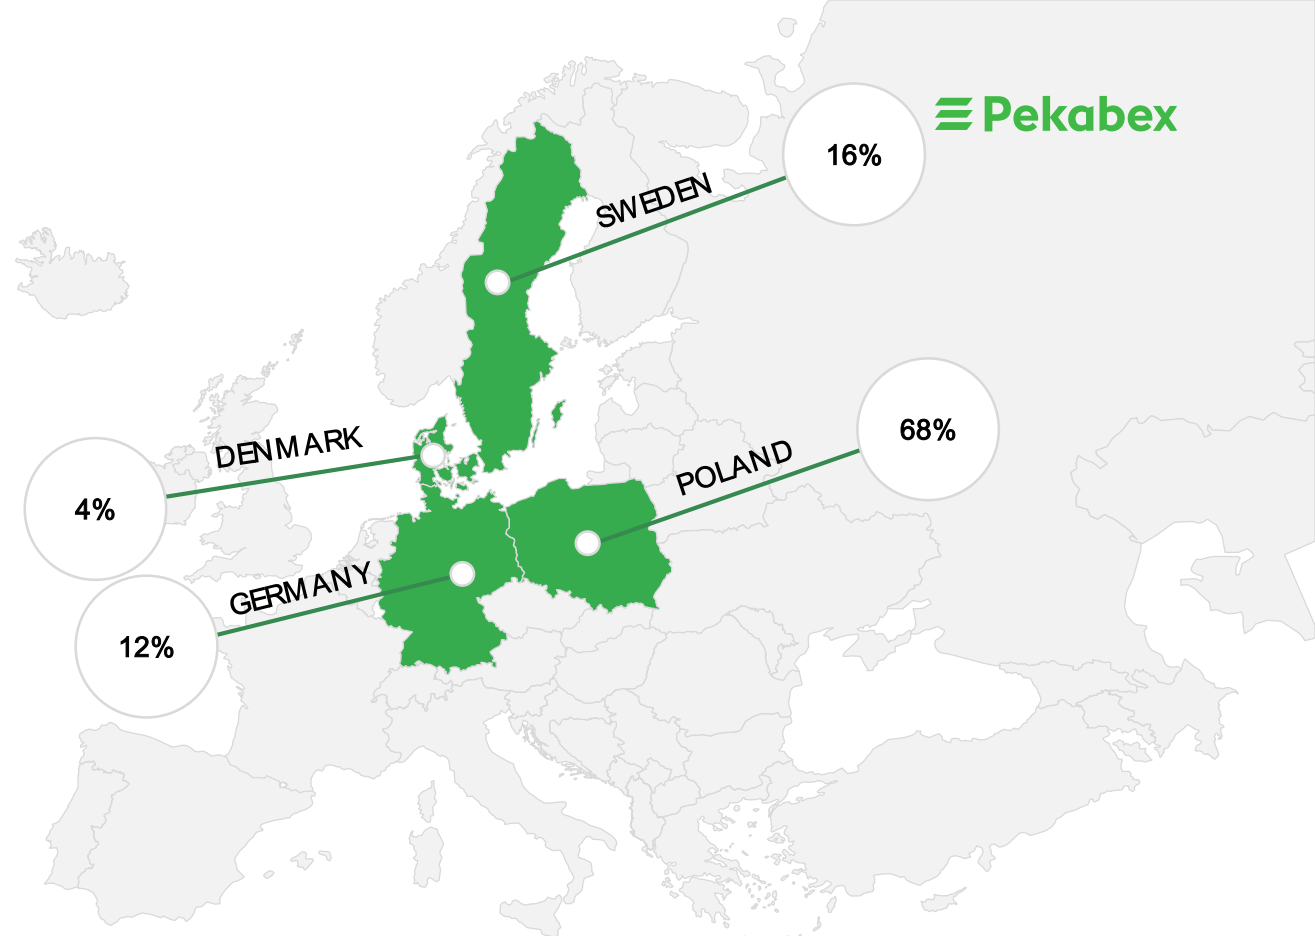 Pekabex
16%
SWEDEN
68%
POLAND
DENMARK
4%
GERMANY
12%